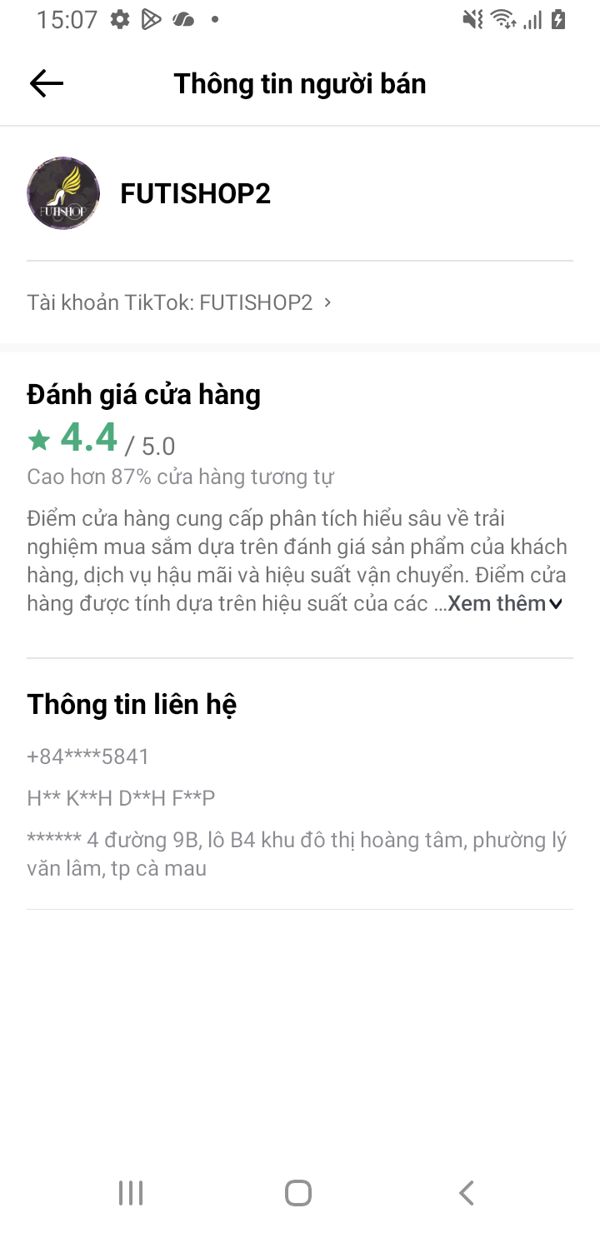 15:07
Thông tin người bán
FUTISHOP
FUTISHOP2
Tài khoản TikTok: FUTISHOP2 >
Đánh giá cửa hàng
4.4 / 5.0
Cao hơn 87% cửa hàng tương tự
Điểm cửa hàng cung cấp phân tích hiểu sâu về trải
nghiệm mua sắm dựa trên đánh giá sản phẩm của khách
hàng, dịch vụ hậu mãi và hiệu suất vận chuyển. Điểm cửa
hàng được tính dựa trên hiệu suất của các ...Xem thêm
Thông tin liên hệ
+84****5841
H** K**H D**H F**P
****** 4 đường 9B, lô B4 khu đô thị hoàng tâm, phường lý
văn lâm, tp cà mau